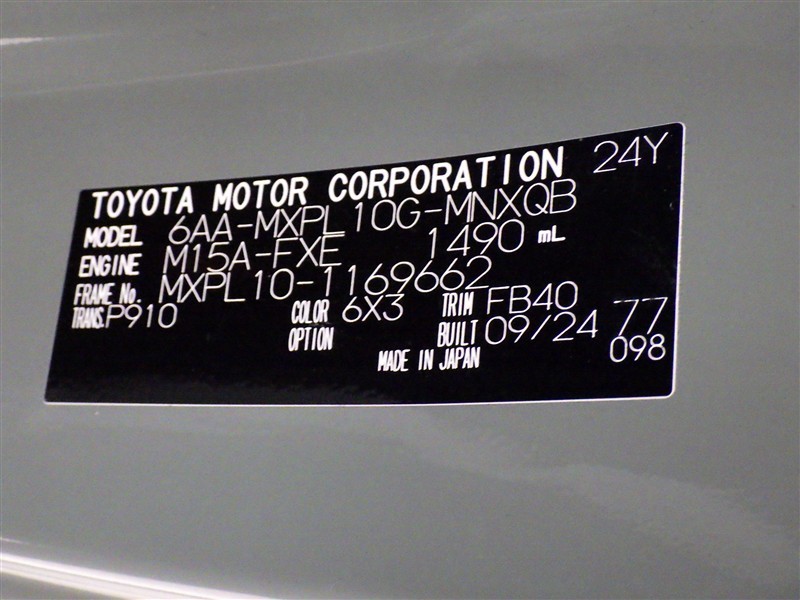 TOYOTA MOTOR CORPORATION 24Y
MODEL 6AA-MXPL10G-MNXQB
ENGINE M15A-FXE 1490 mL
FRAME No. MXPL10-1169662
TRANS. P910 COLOR 6X3 TRIM FB40 77
OPTION BUILT 09/24 098
MADE IN JAPAN